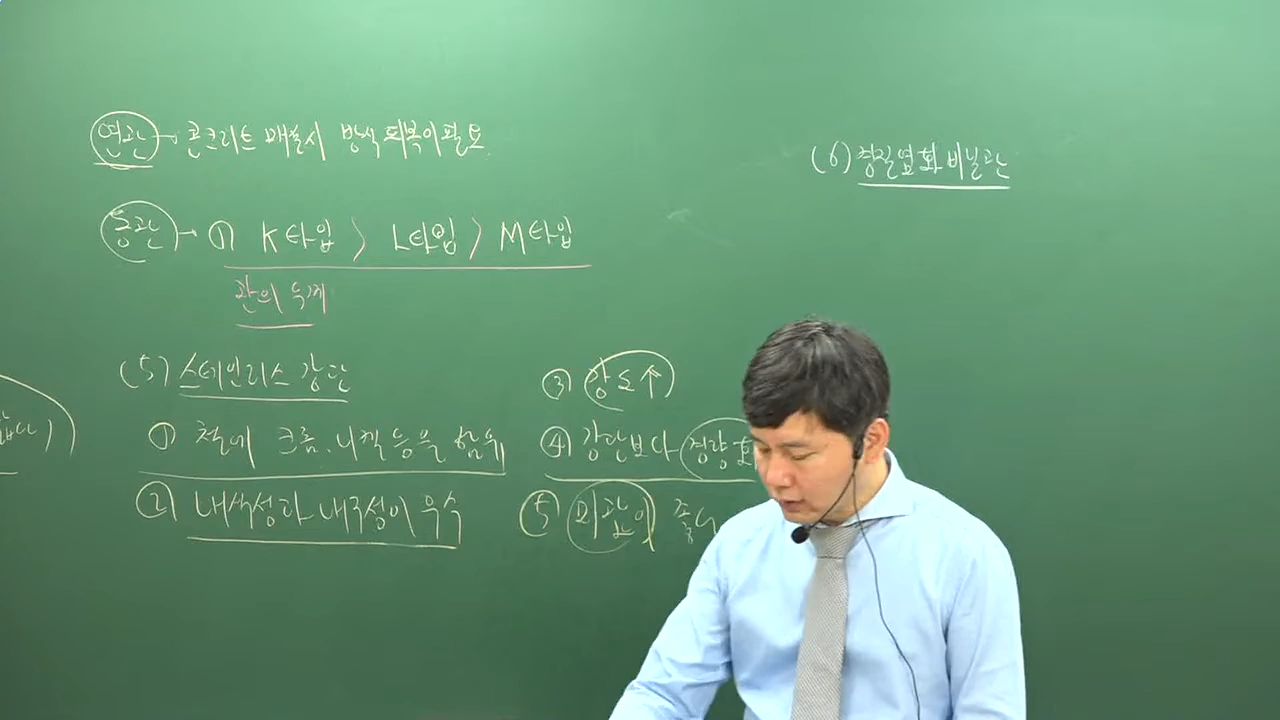 연관 → 콘크리트 매설시 방식피복이 필요.
동관 → ① K타입 > L타입 > M타입
관의 두께
(5) 스테인리스 강관
① 철에 크롬, 니켈 등을 함유
② 내식성과 내구성이 우수
③ 강도↑
④ 강관보다 경량
⑤ 미관이
(6) 경질염화비닐관